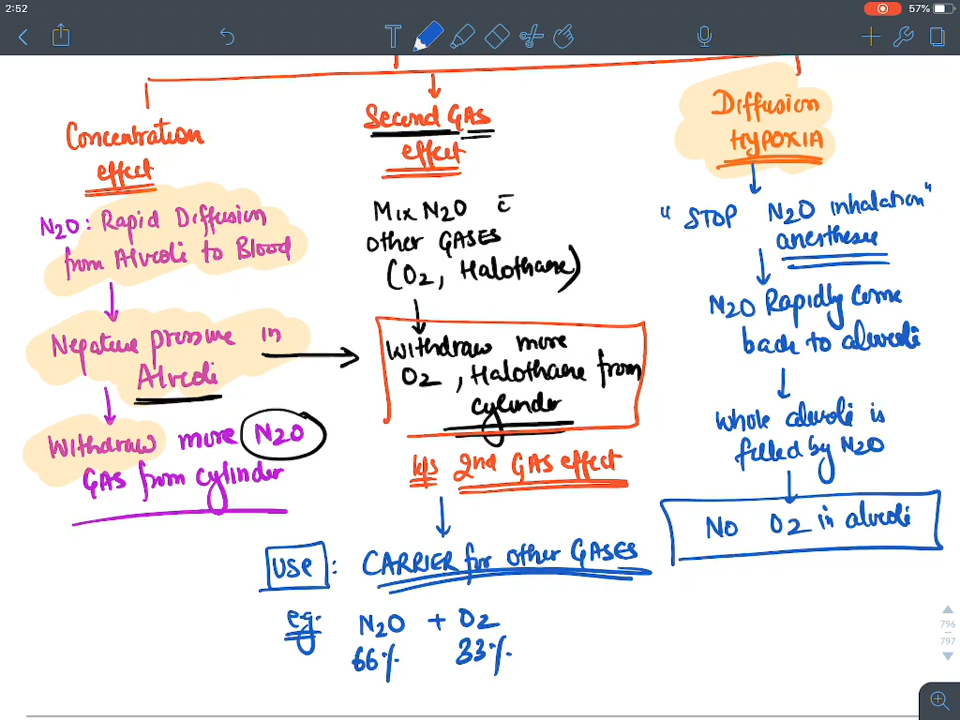 2:52
57%
T
Concentration
effect
N2O: Rapid Diffusion
from Alveoli to Blood
Negative pressure in
Alveoli
Withdraw more N2O
GAS from cylinder
Second GAS
effect
Mix N2O c̄
other GASES
(O2, Halothane)
Withdraw more
O2, Halothane from
cylinder
k/s 2nd GAS effect
USE: CARRIER for other GASES
e.g. N2O + O2
66% 33%
Diffusion
HYPOXIA
"STOP N2O inhalation"
anesthesia
N2O Rapidly come
back to alveoli
whole alveoli is
filled by N2O
NO O2 in alveoli
796
797